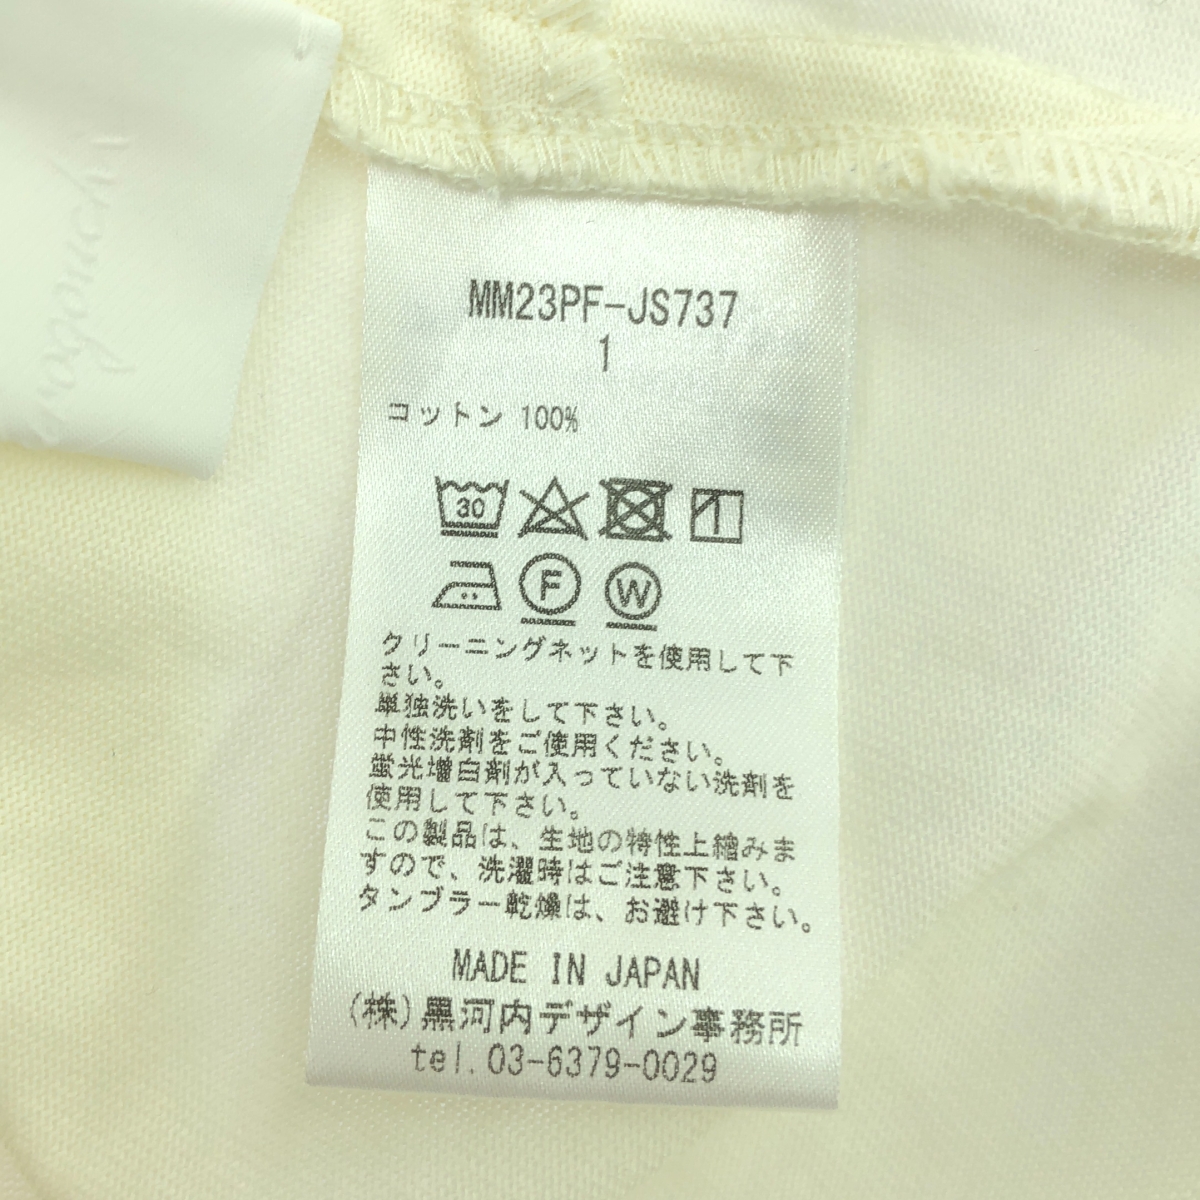 MM23PF-JS737
1
コットン 100%
30
F
W
クリーニングネットを使用して下
さい。
単独洗いをして下さい。
中性洗剤をご使用ください。
蛍光増白剤が入っていない洗剤を
使用して下さい。
この製品は、生地の特性上縮みま
すので、洗濯時はご注意下さい。
タンブラー乾燥は、お避け下さい。
MADE IN JAPAN
(株)黒河内デザイン事務所
tel.03-6379-0029